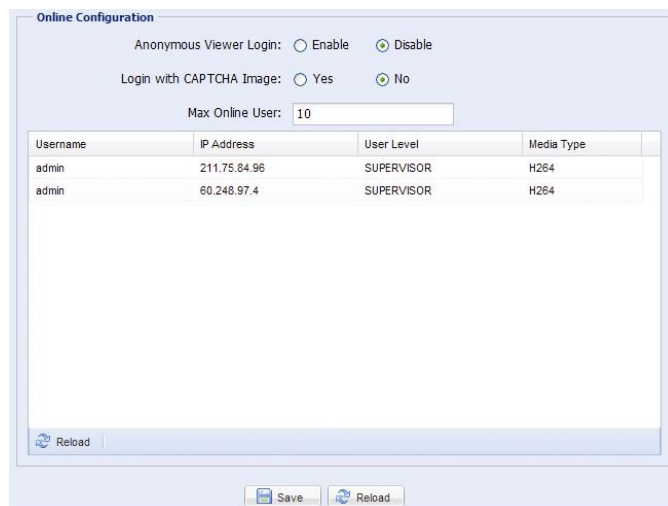 Online Configuration
Anonymous Viewer Login: Enable Disable
Login with CAPTCHA Image: Yes No
Max Online User: 10
Username IP Address User Level Media Type
admin 211.75.84.96 SUPERVISOR H264
admin 60.248.97.4 SUPERVISOR H264
Reload
Save Reload